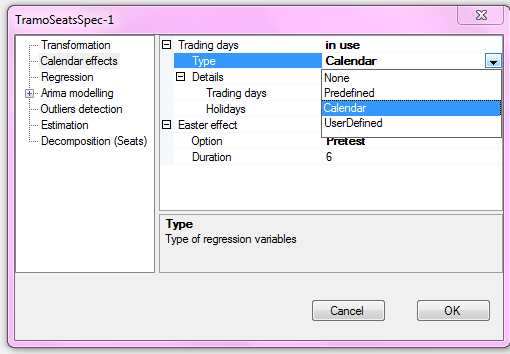 TramoSeatsSpec-1
Transformation
Calendar effects
Regression
Arima modelling
Outliers detection
Estimation
Decomposition (Seats)
Trading days in use
Type Calendar
Details
Trading days
Holidays
None
Predefined
Calendar
UserDefined
Easter effect
Option Pretest
Duration 6
Type
Type of regression variables
Cancel OK